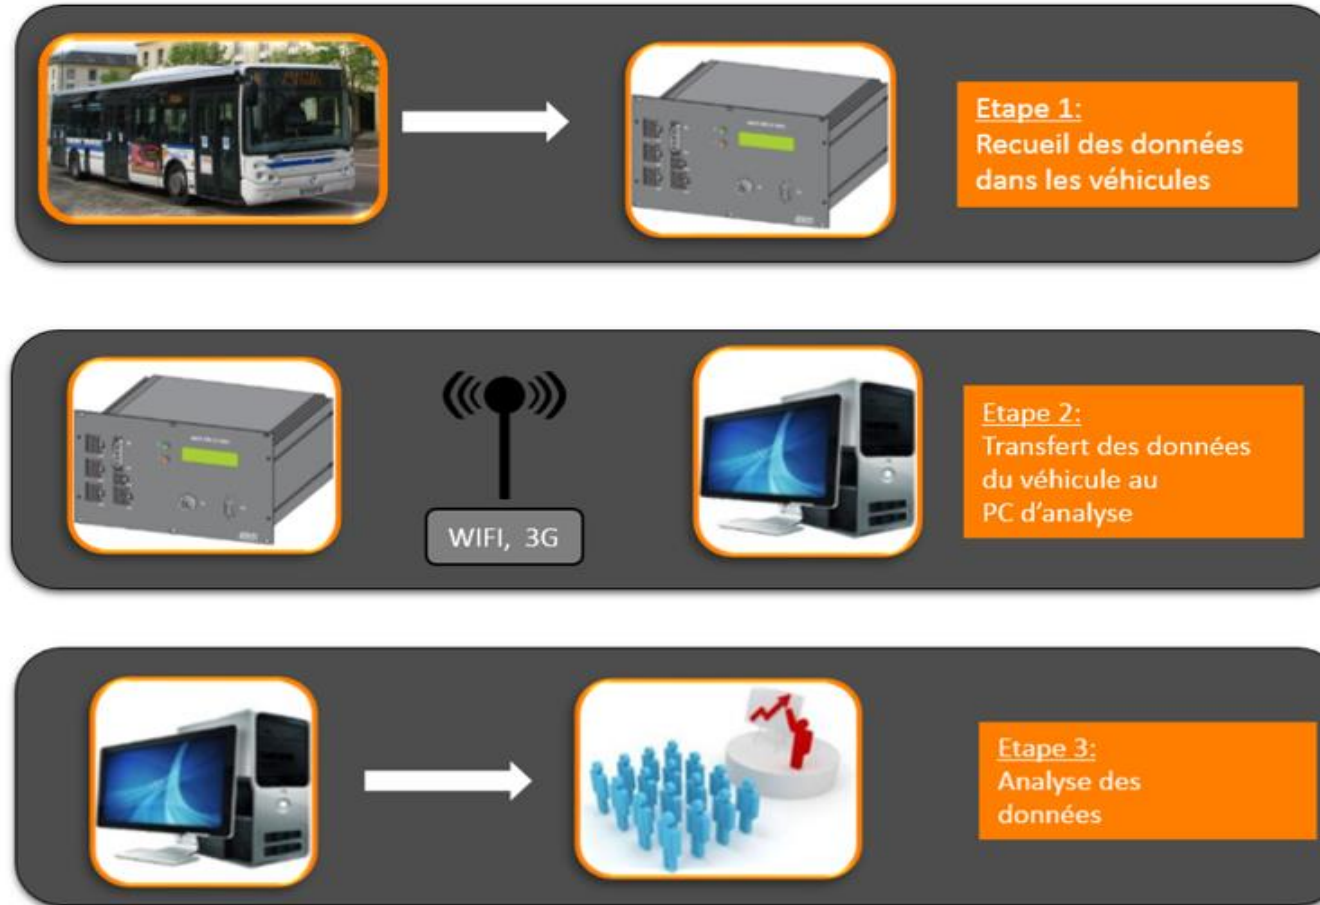 Etape 1:
Recueil des données
dans les véhicules
Etape 2:
Transfert des données
du véhicule au
PC d'analyse
WIFI, 3G
Etape 3:
Analyse des
données